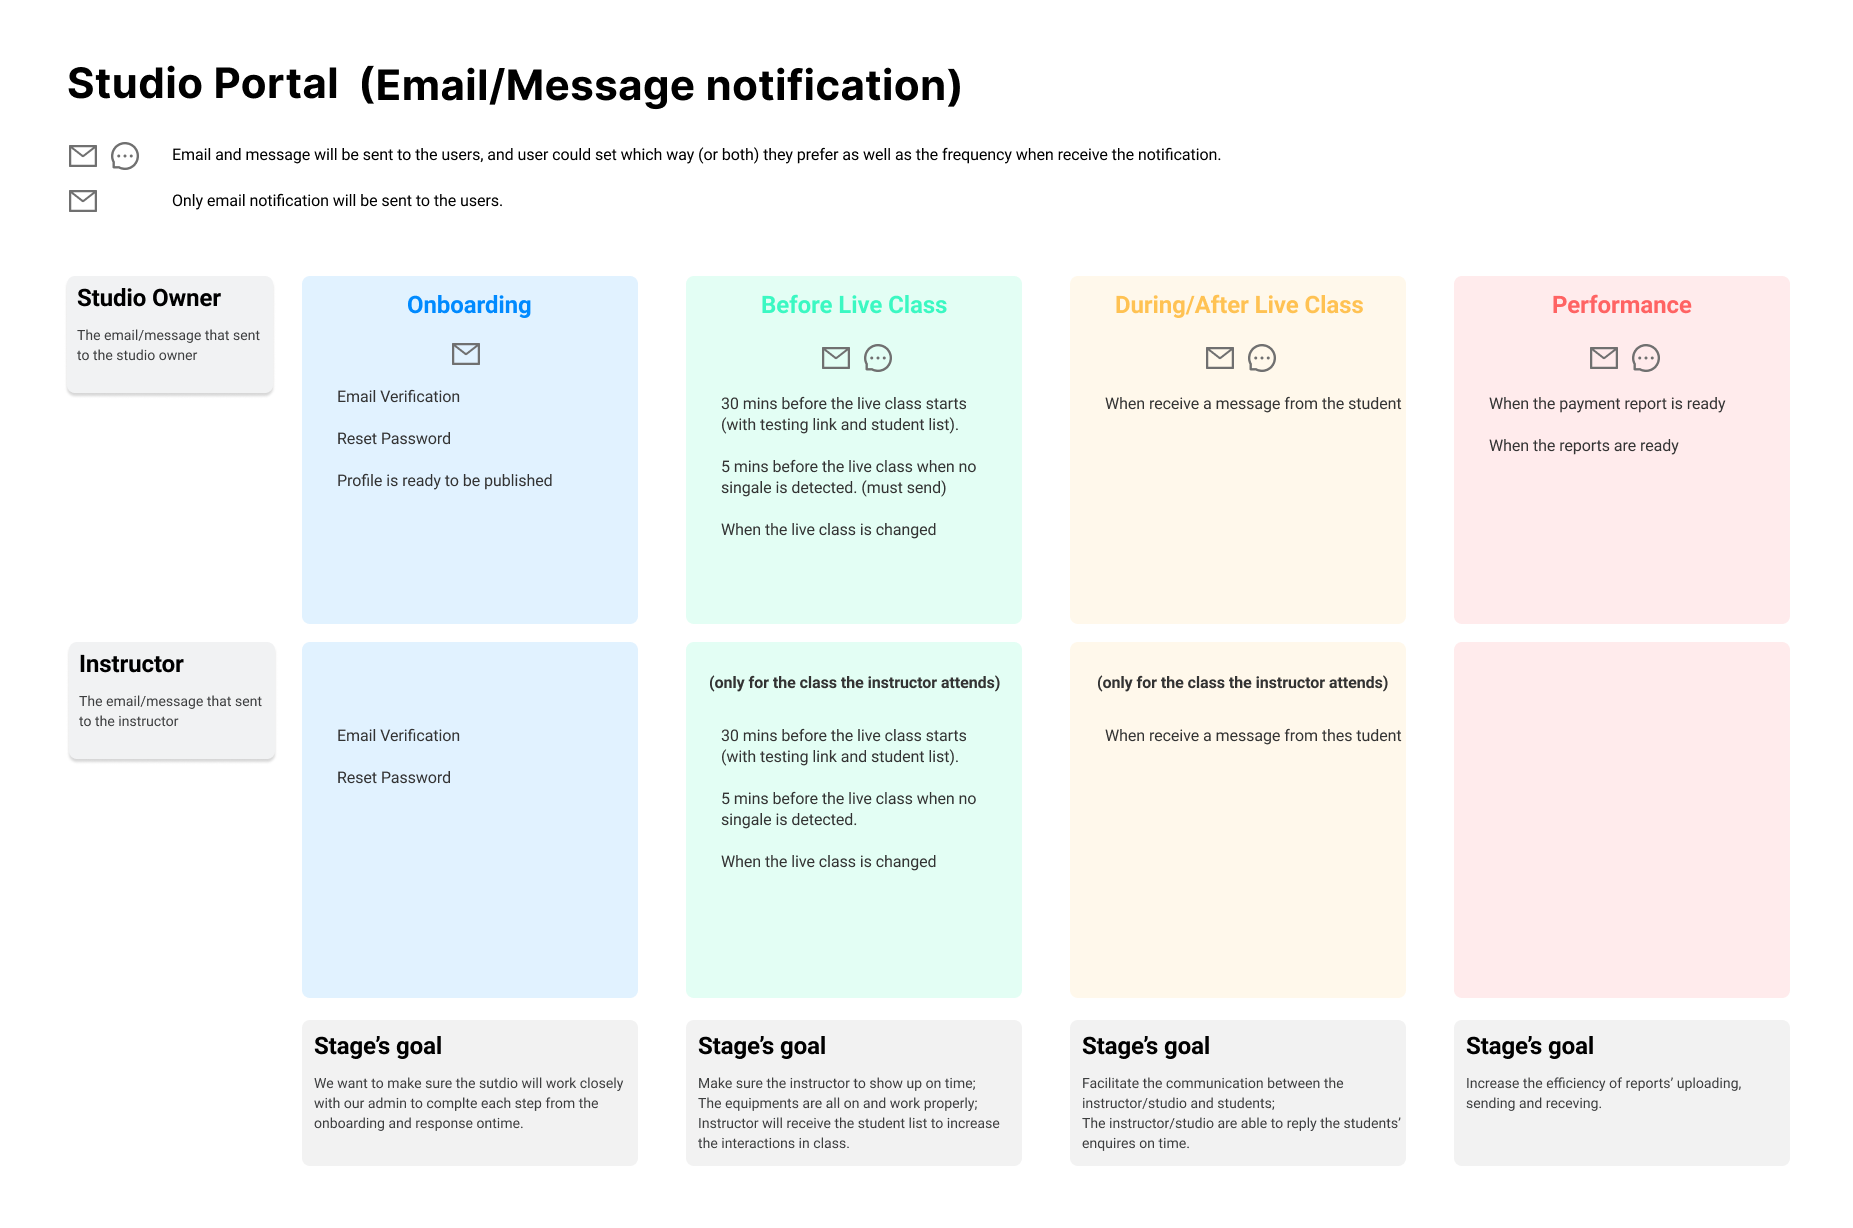 Studio Portal (Email/Message notification)
Email and message will be sent to the users, and user could set which way (or both) they prefer as well as the frequency when receive the notification.
Only email notification will be sent to the users.
Studio Owner
The email/message that sent
to the studio owner
Onboarding
Email Verification
Reset Password
Profile is ready to be published
Before Live Class
30 mins before the live class starts
(with testing link and student list).
5 mins before the live class when no
singale is detected. (must send)
When the live class is changed
During/After Live Class
When receive a message from the student
Performance
When the payment report is ready
When the reports are ready
Instructor
The email/message that sent
to the instructor
Email Verification
Reset Password
(only for the class the instructor attends)
30 mins before the live class starts
(with testing link and student list).
5 mins before the live class when no
singale is detected.
When the live class is changed
(only for the class the instructor attends)
When receive a message from thes tudent
Stage’s goal
We want to make sure the sutdio will work closely
with our admin to complte each step from the
onboarding and response ontime.
Stage’s goal
Make sure the instructor to show up on time;
The equipments are all on and work properly;
Instructor will receive the student list to increase
the interactions in class.
Stage’s goal
Facilitate the communication between the
instructor/studio and students;
The instructor/studio are able to reply the students’
enquires on time.
Stage’s goal
Increase the efficiency of reports’ uploading,
sending and receving.